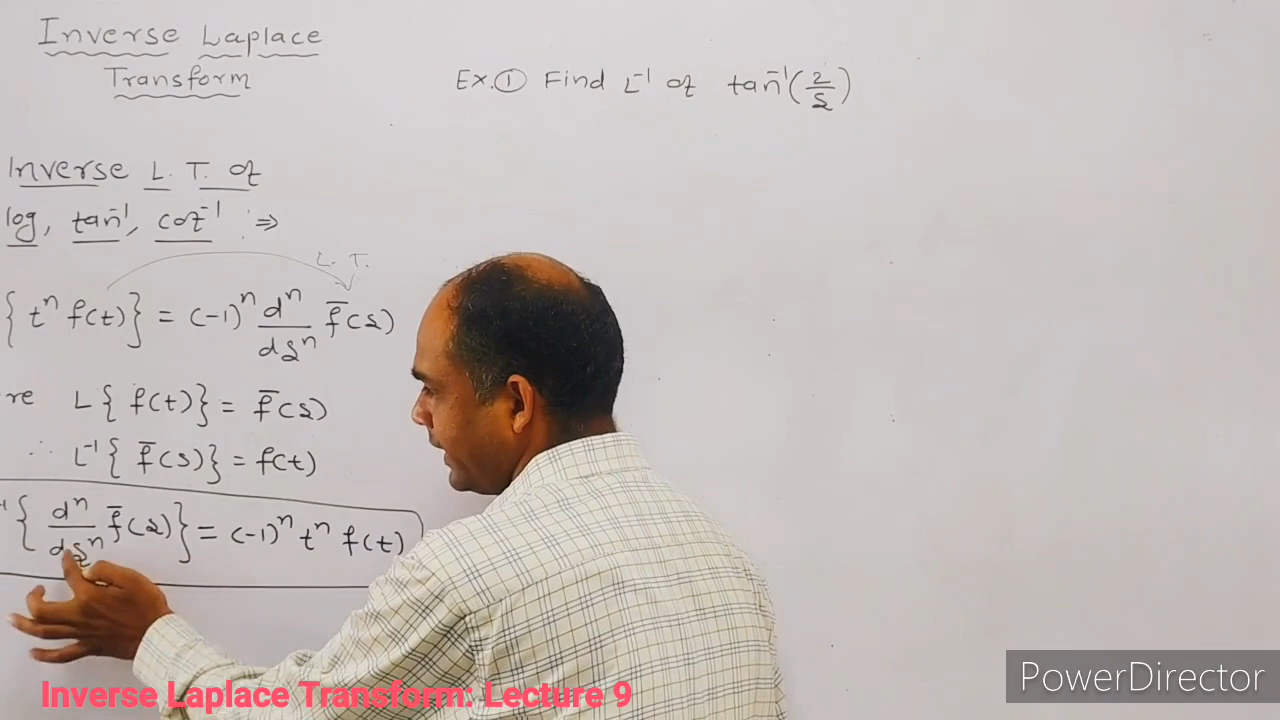 Inverse Laplace
Transform
Ex.① Find L⁻¹ of tan⁻¹(2/s)
Inverse L. T. of
log, tan⁻¹, cot⁻¹ :⇒
L. T.
{ tⁿ f(t)} = (-1)ⁿ dⁿ/dsⁿ f̄(s)
re L{ f(t)} = f̄(s)
∴ L⁻¹{ f̄(s)} = f(t)
⁻¹{ dⁿ/dsⁿ f̄(s)} = (-1)ⁿ tⁿ f(t)
PowerDirector
Inverse Laplace Transform: Lecture 9